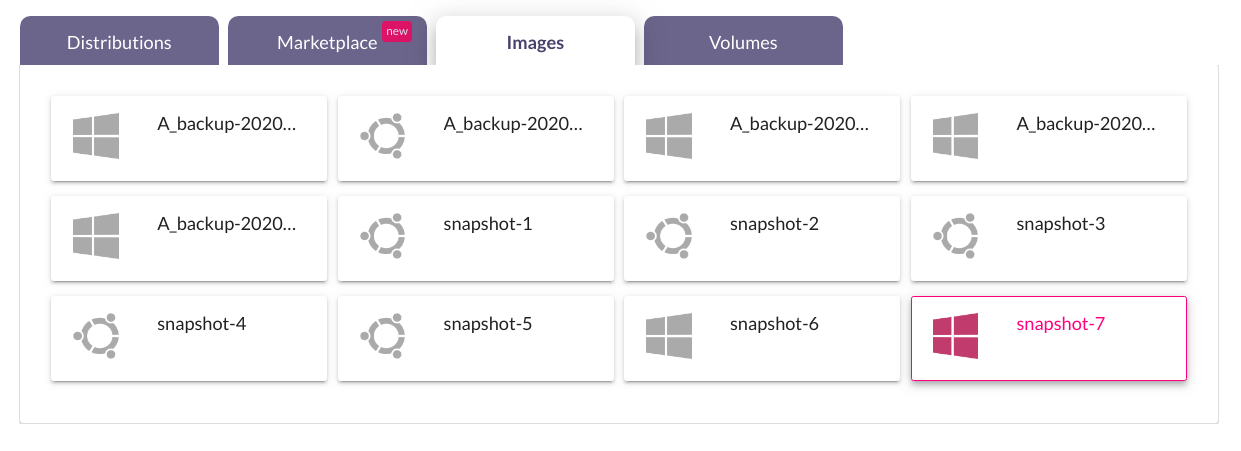 Distributions
Marketplace new
Images
Volumes
A_backup-2020...
A_backup-2020...
A_backup-2020...
A_backup-2020...
A_backup-2020...
snapshot-1
snapshot-2
snapshot-3
snapshot-4
snapshot-5
snapshot-6
snapshot-7